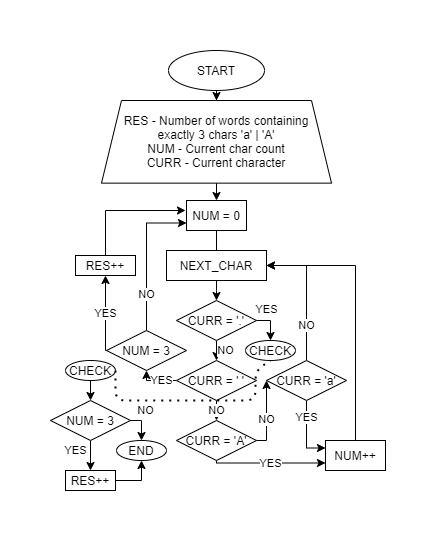 START
RES - Number of words containing
exactly 3 chars 'a' | 'A'
NUM - Current char count
CURR - Current character
NUM = 0
RES++
NEXT_CHAR
NO
YES
CURR = '.'
YES
NO
CHECK
NUM = 3
NO
CHECK
YES
CURR = ' '
CURR = 'a'
NO
NO
NO
YES
NUM = 3
CURR = 'A'
YES
END
YES
NUM++
RES++